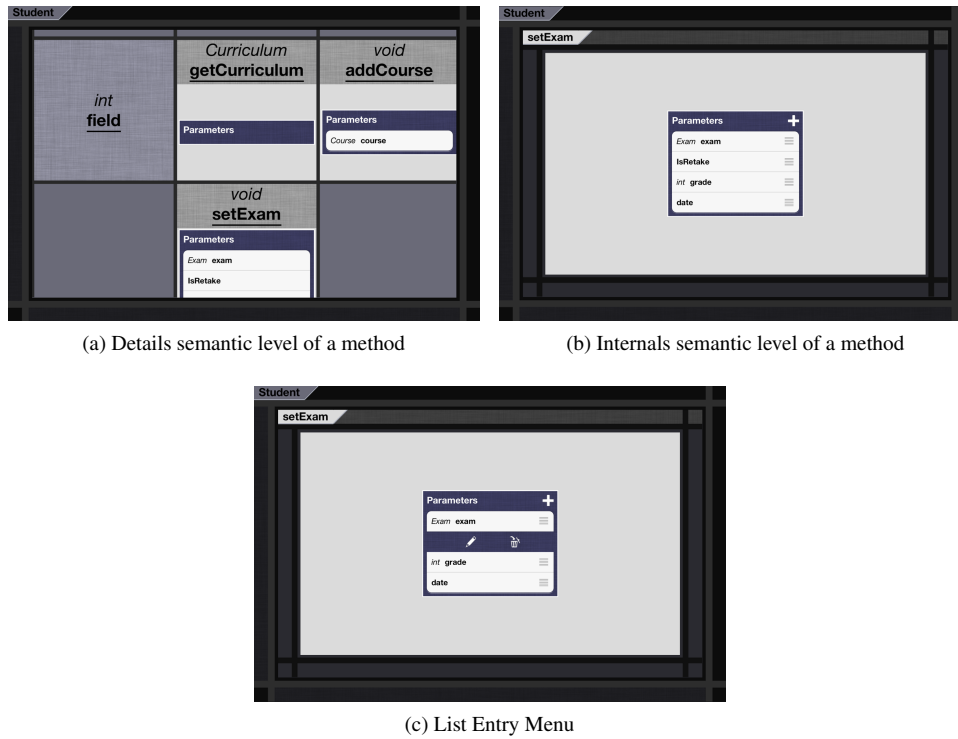 Student
Curriculum
getCurriculum
void
addCourse
int
field
Parameters
Parameters
Course course
void
setExam
Parameters
Exam exam
IsRetake
(a) Details semantic level of a method
Student
setExam
Parameters
Exam exam
IsRetake
int grade
date
(b) Internals semantic level of a method
Student
setExam
Parameters
Exam exam
int grade
date
(c) List Entry Menu